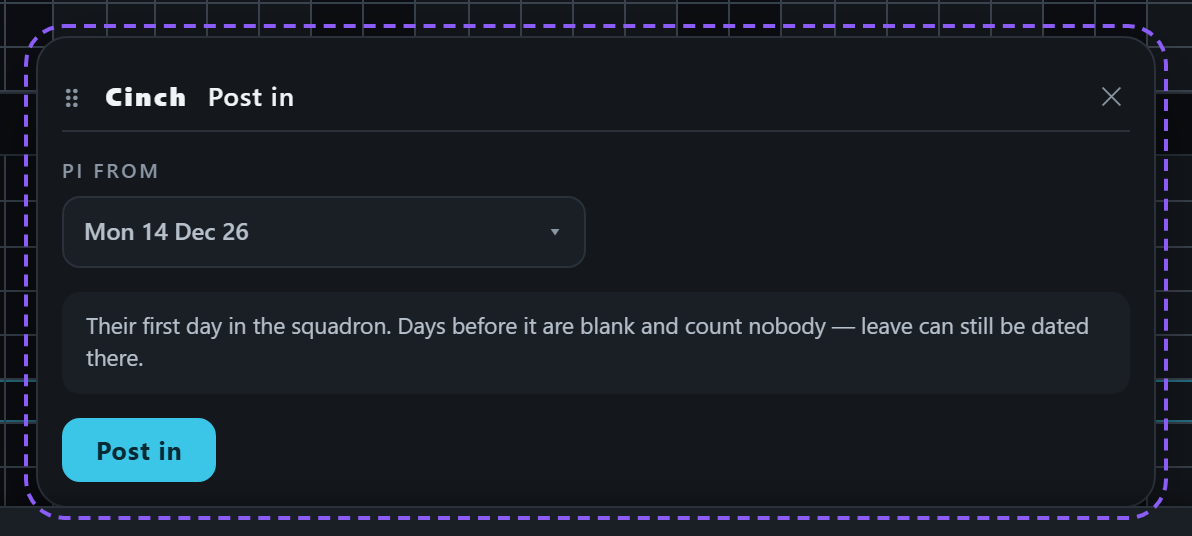 Cinch Post in
PI FROM
Mon 14 Dec 26
Their first day in the squadron. Days before it are blank and count nobody — leave can still be dated
there.
Post in